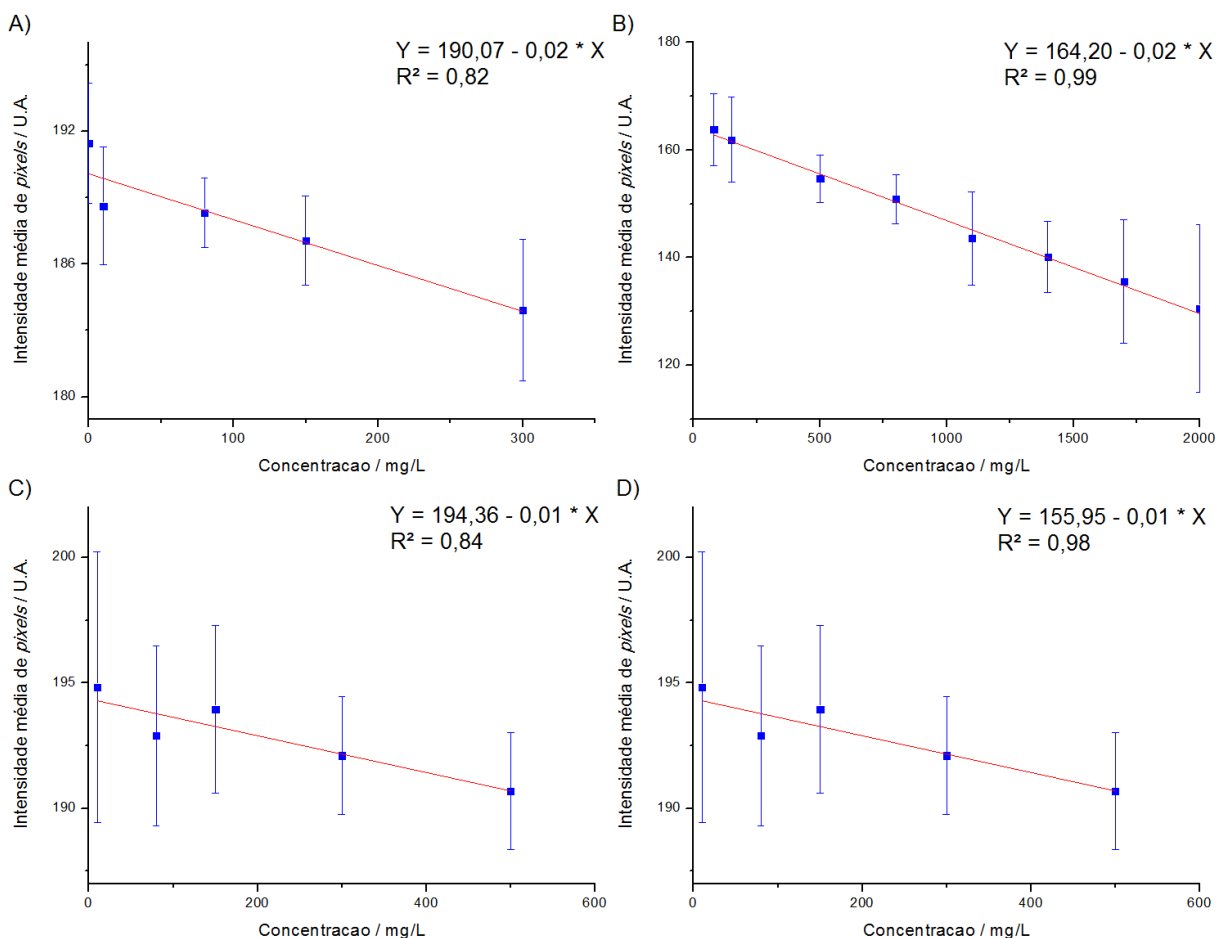 A)
Y = 190,07 - 0,02 * X
R² = 0,82
Intensidade média de pixels / U.A.
192
186
180
0 100 200 300
Concentracao / mg/L
B)
Y = 164,20 - 0,02 * X
R² = 0,99
Intensidade média de pixels / U.A.
180
160
140
120
0 500 1000 1500 2000
Concentracao / mg/L
C)
Y = 194,36 - 0,01 * X
R² = 0,84
Intensidade média de pixels / U.A.
200
195
190
0 200 400 600
Concentracao / mg/L
D)
Y = 155,95 - 0,01 * X
R² = 0,98
Intensidade média de pixels / U.A.
200
195
190
0 200 400 600
Concentracao / mg/L